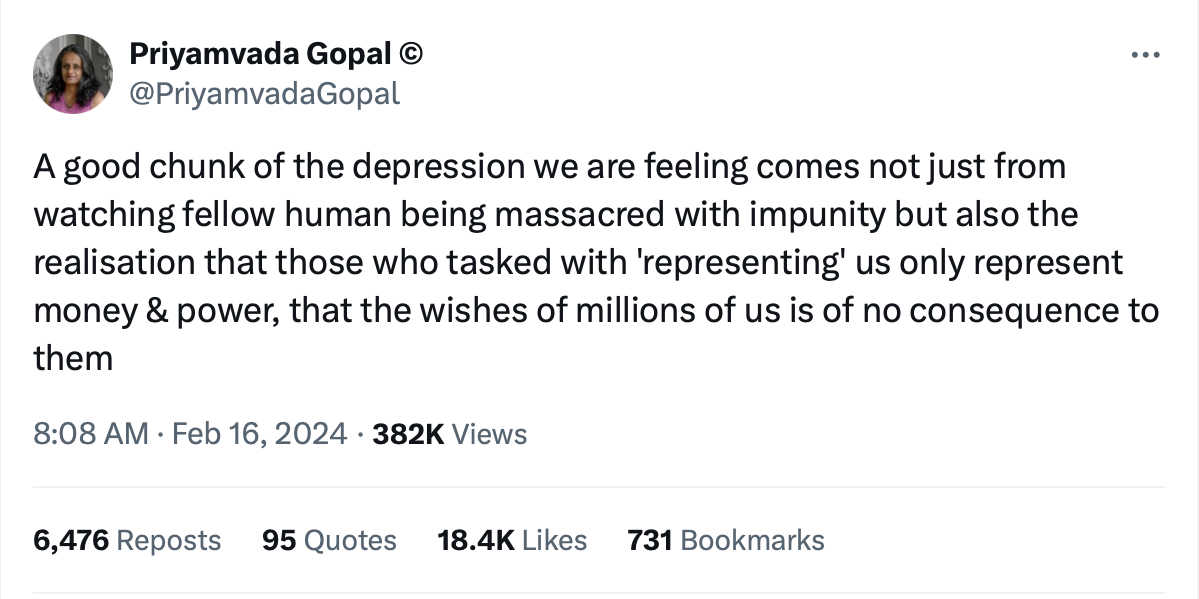 Priyamvada Gopal ©
@PriyamvadaGopal
A good chunk of the depression we are feeling comes not just from
watching fellow human being massacred with impunity but also the
realisation that those who tasked with 'representing' us only represent
money & power, that the wishes of millions of us is of no consequence to
them
8:08 AM · Feb 16, 2024 · 382K Views
6,476 Reposts 95 Quotes 18.4K Likes 731 Bookmarks